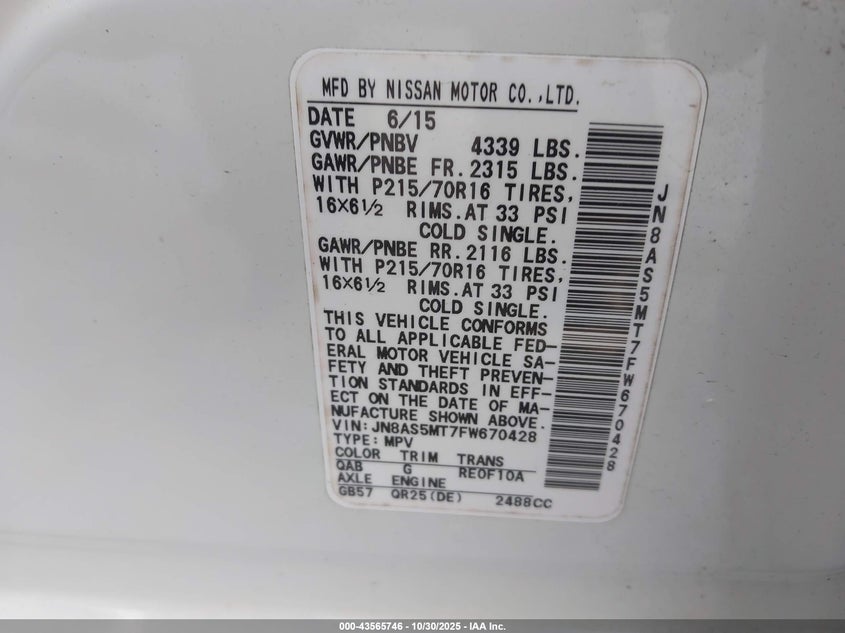 MFD BY NISSAN MOTOR CO.,LTD.
DATE 6/15
GVWR/PNBV 4339 LBS.
GAWR/PNBE FR. 2315 LBS.
WITH P215/70R16 TIRES,
16×6½ RIMS. AT 33 PSI
COLD SINGLE.
GAWR/PNBE RR. 2116 LBS.
WITH P215/70R16 TIRES,
16×6½ RIMS. AT 33 PSI
COLD SINGLE.
THIS VEHICLE CONFORMS
TO ALL APPLICABLE FED-
ERAL MOTOR VEHICLE SA-
FETY AND THEFT PREVEN-
TION STANDARDS IN EFF-
ECT ON THE DATE OF MA-
NUFACTURE SHOWN ABOVE.
VIN: JN8AS5MT7FW670428
TYPE: MPV
COLOR TRIM TRANS
QAB G RE0F10A
AXLE ENGINE
GB57 QR25(DE) 2488CC
JN8AS5MT7FW670428
000-43565746 - 10/30/2025 - IAA Inc.